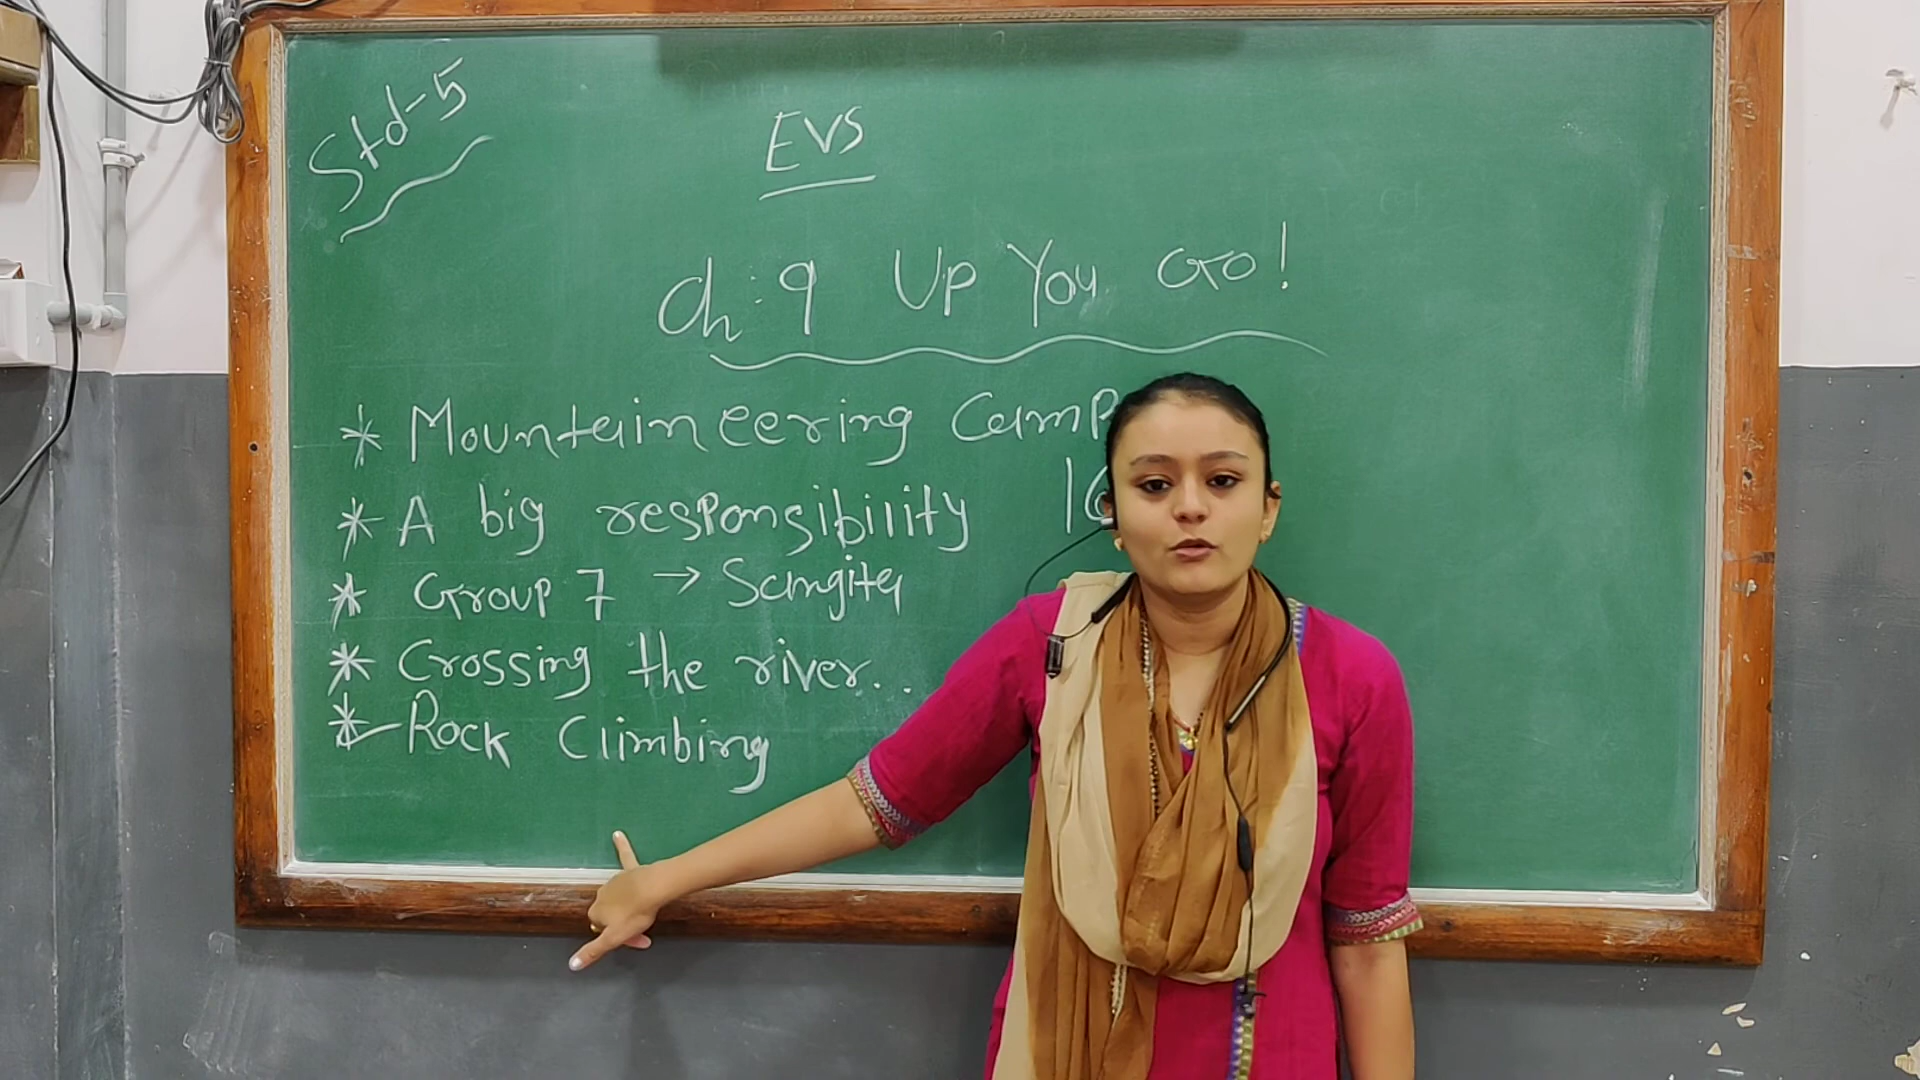 Std-5
EVS
Ch:9 Up You Go!
* Mountaineering Camp
* A big responsibility
* Group 7 → Sangita
* Crossing the river..
* Rock Climbing